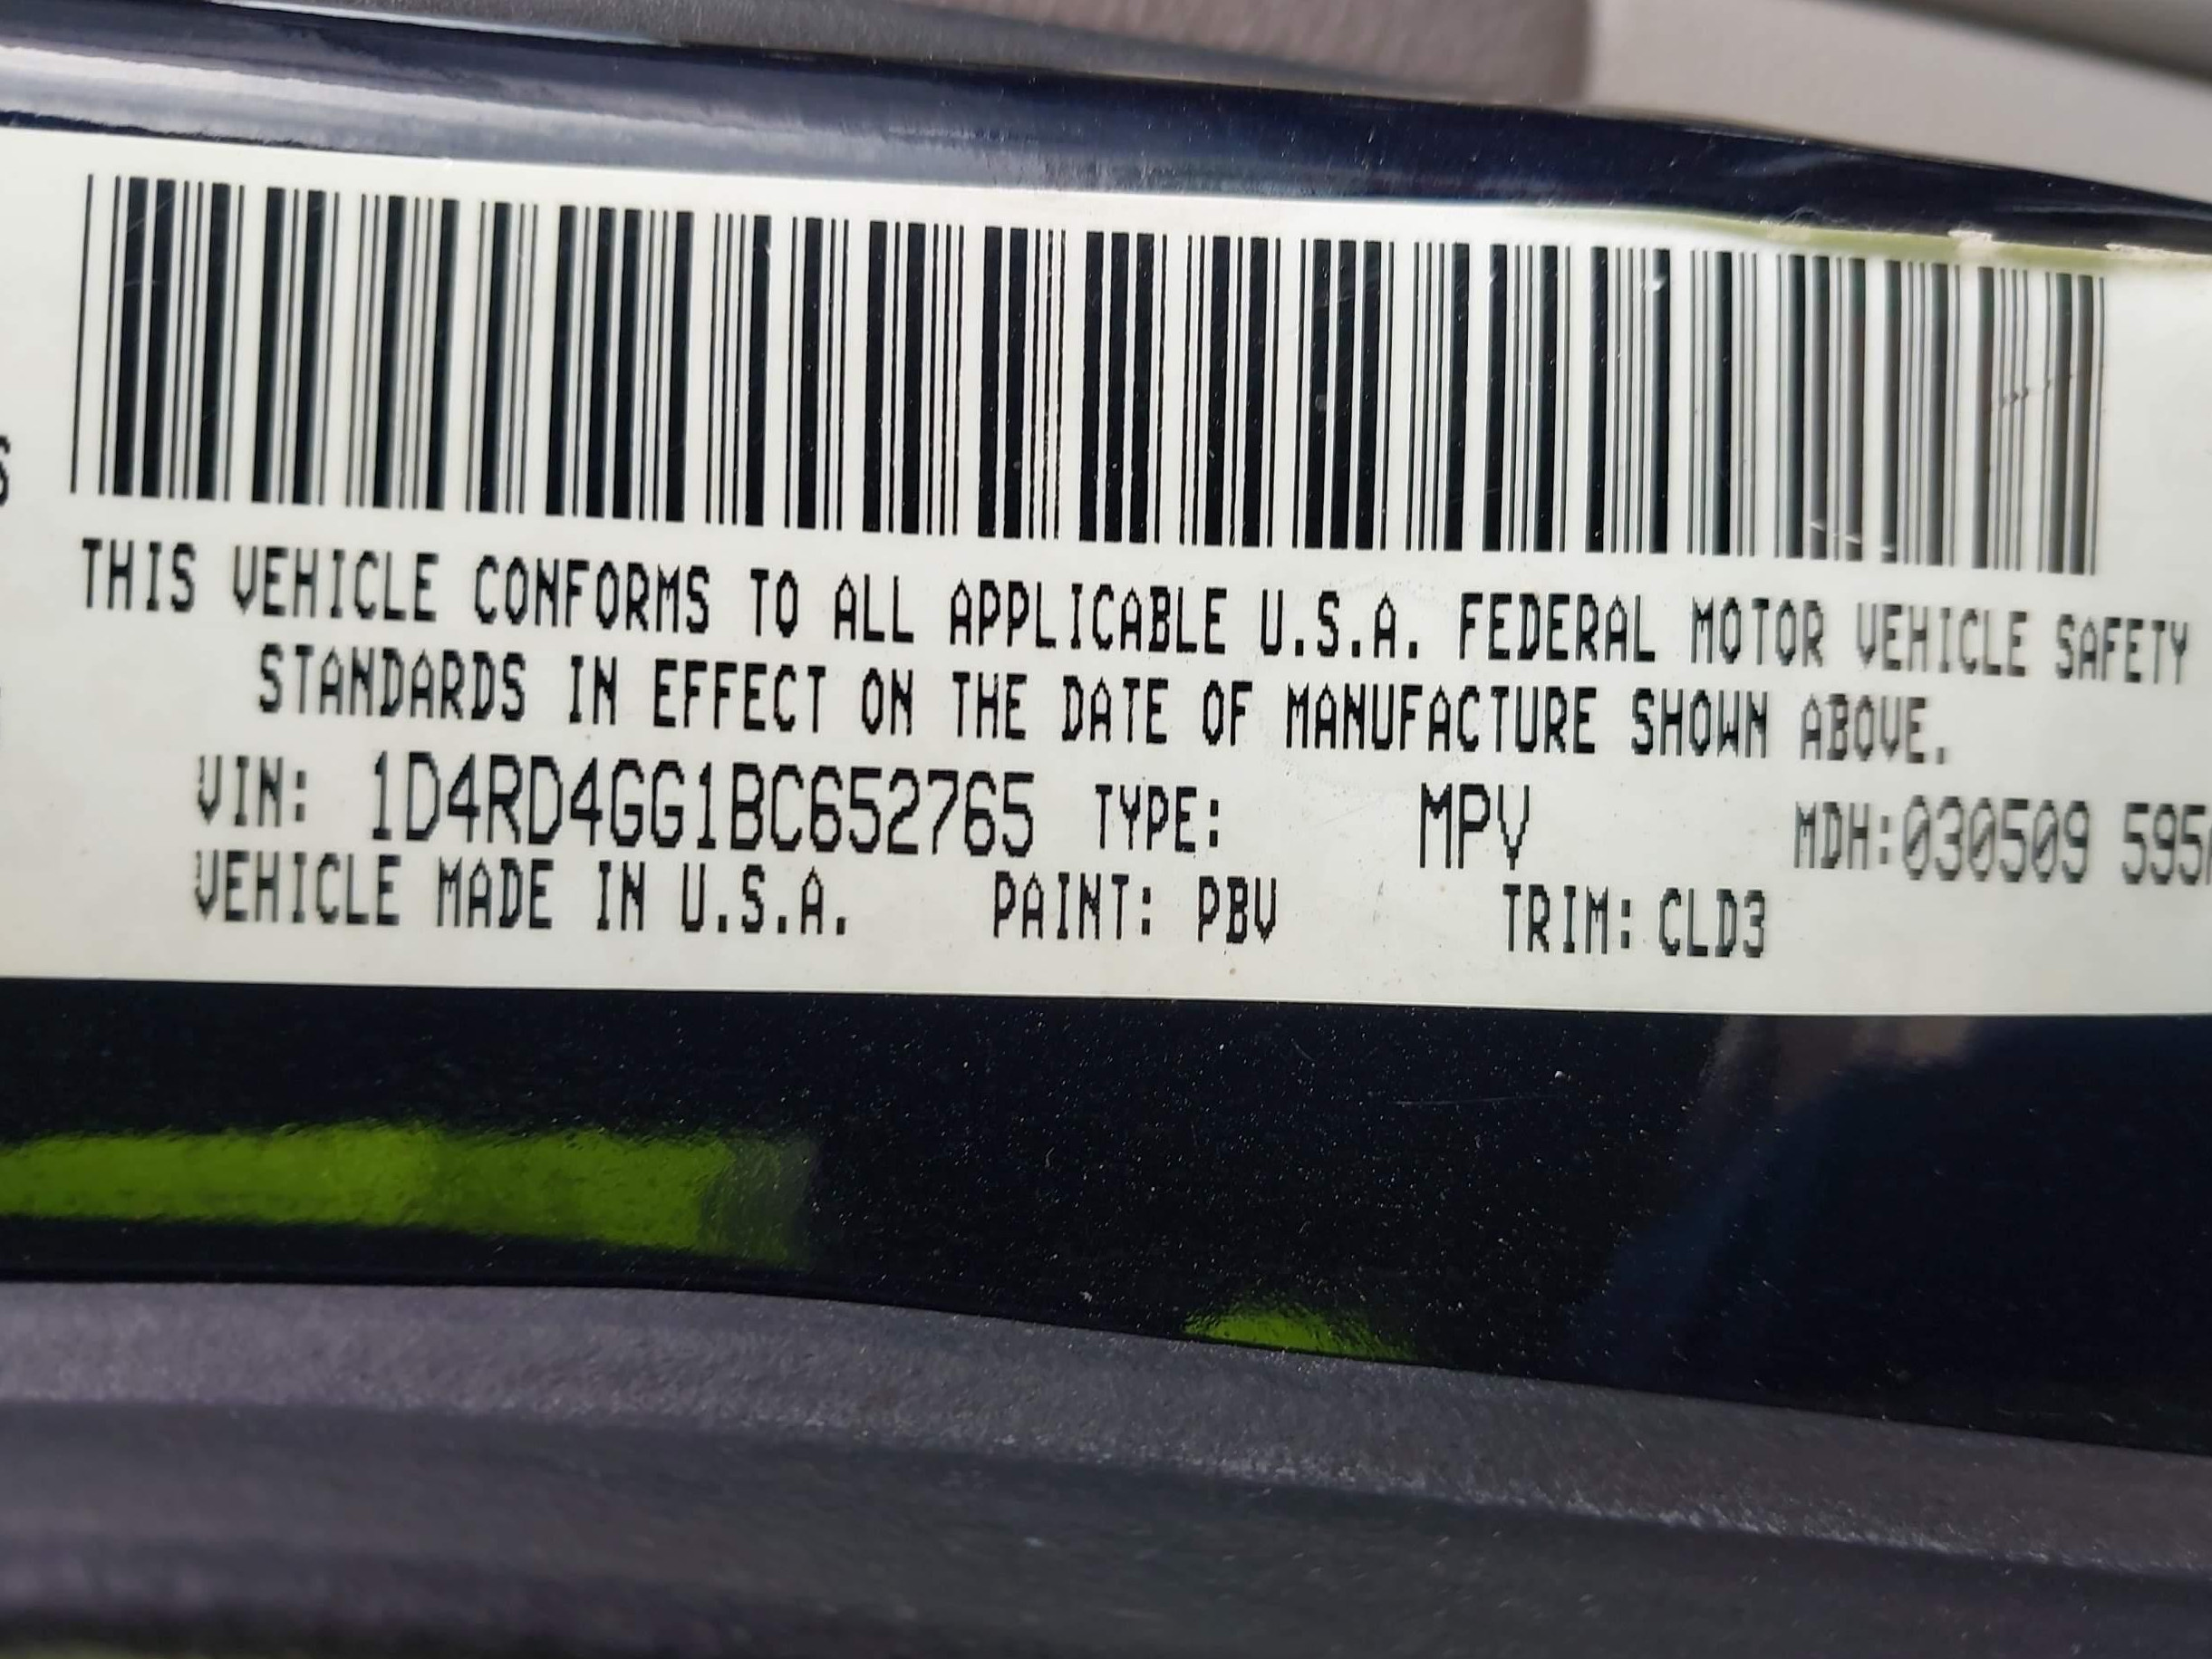 THIS VEHICLE CONFORMS TO ALL APPLICABLE U.S.A. FEDERAL MOTOR VEHICLE SAFETY
STANDARDS IN EFFECT ON THE DATE OF MANUFACTURE SHOWN ABOVE.
VIN: 1D4RD4GG1BC652765 TYPE: MPV MDH:030509 595
VEHICLE MADE IN U.S.A. PAINT: PBV TRIM: CLD3